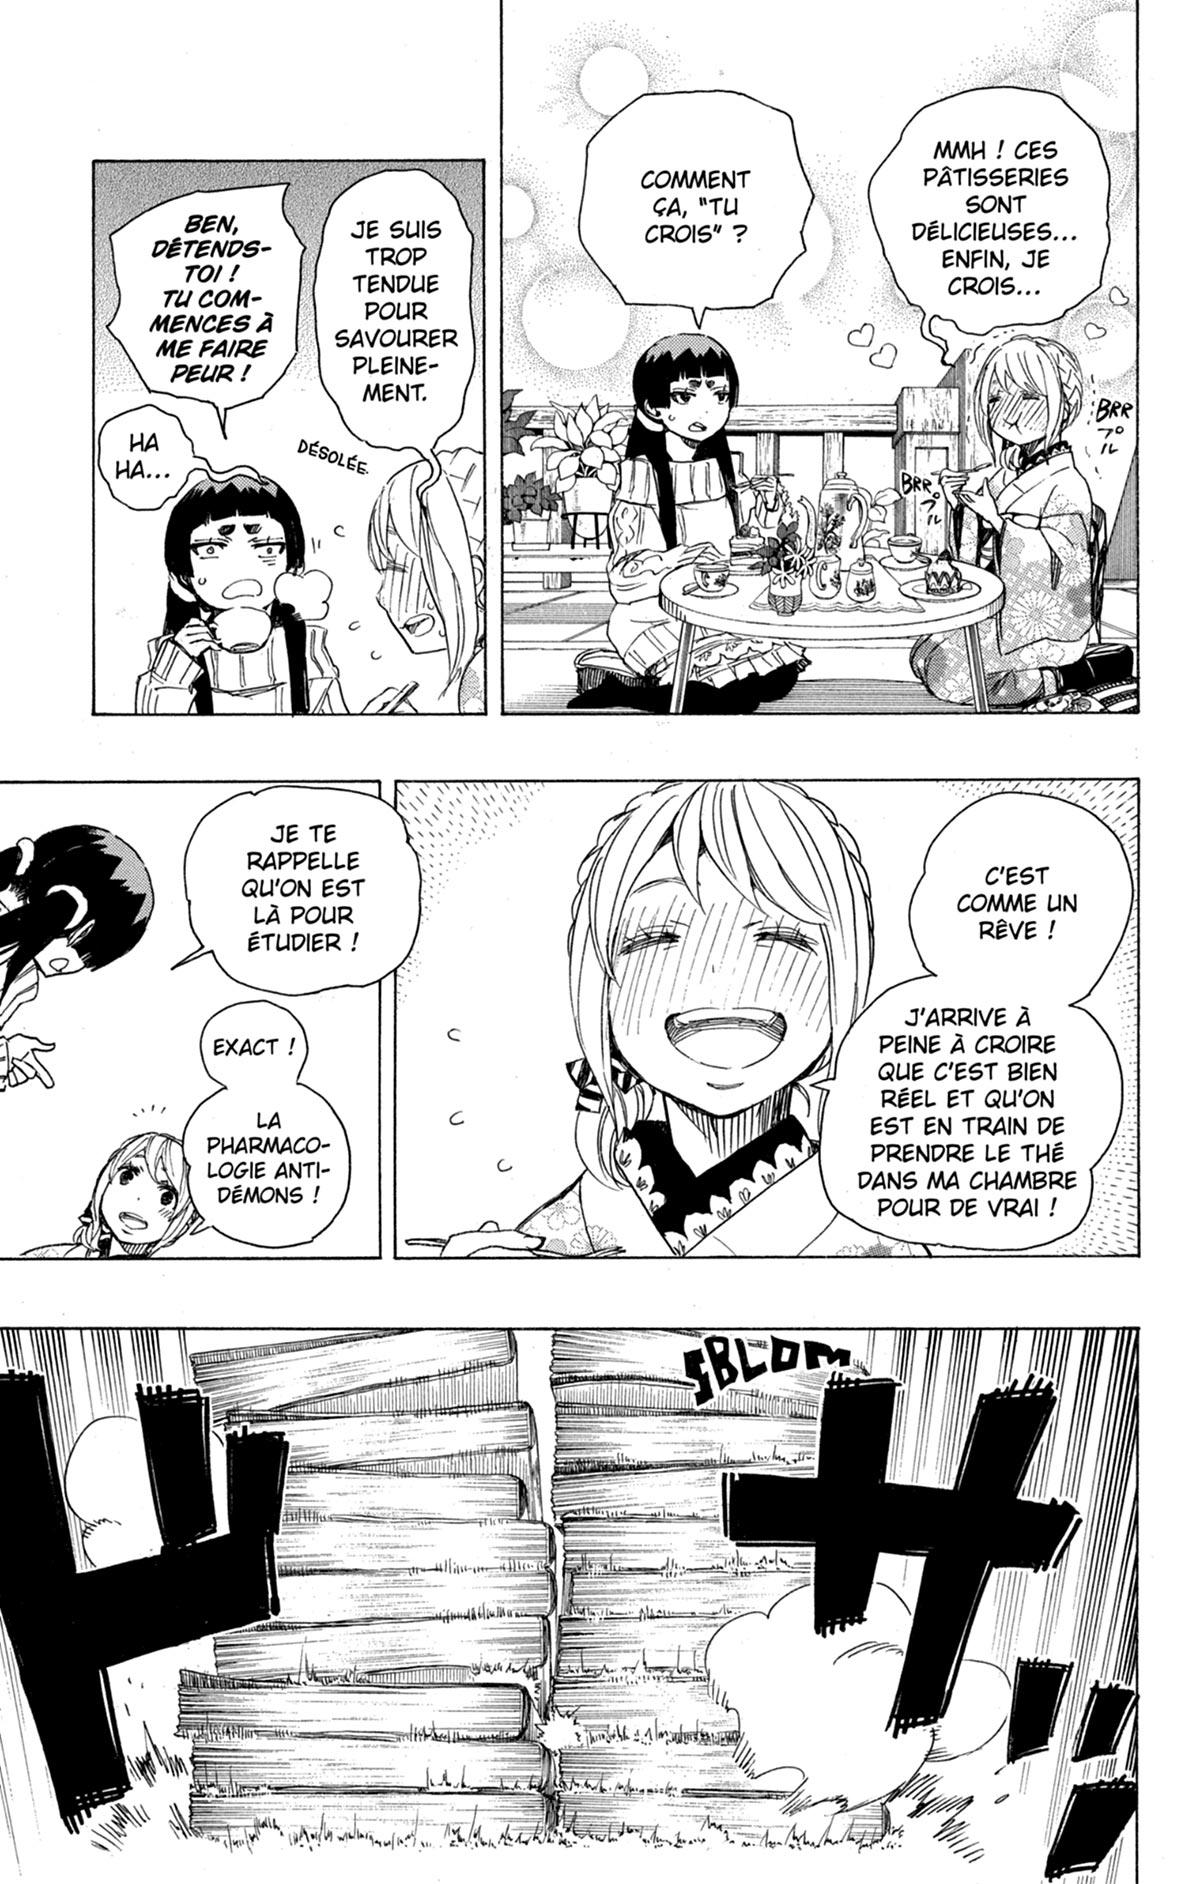 MMH ! CES
PÂTISSERIES
SONT
DÉLICIEUSES...
ENFIN, JE
CROIS...
COMMENT
ÇA, "TU
CROIS" ?
BRR
プル
BRR
プル
JE SUIS
TROP
TENDUE
POUR
SAVOURER
PLEINE-
MENT.
DÉSOLÉE.
BEN,
DÉTENDS-
TOI !
TU COM-
MENCES À
ME FAIRE
PEUR !
HA
HA...
C'EST
COMME UN
RÊVE !
J'ARRIVE À
PEINE À CROIRE
QUE C'EST BIEN
RÉEL ET QU'ON
EST EN TRAIN DE
PRENDRE LE THÉ
DANS MA CHAMBRE
POUR DE VRAI !
JE TE
RAPPELLE
QU'ON EST
LÀ POUR
ÉTUDIER !
EXACT !
LA
PHARMACO-
LOGIE ANTI-
DÉMONS !
SBLOM